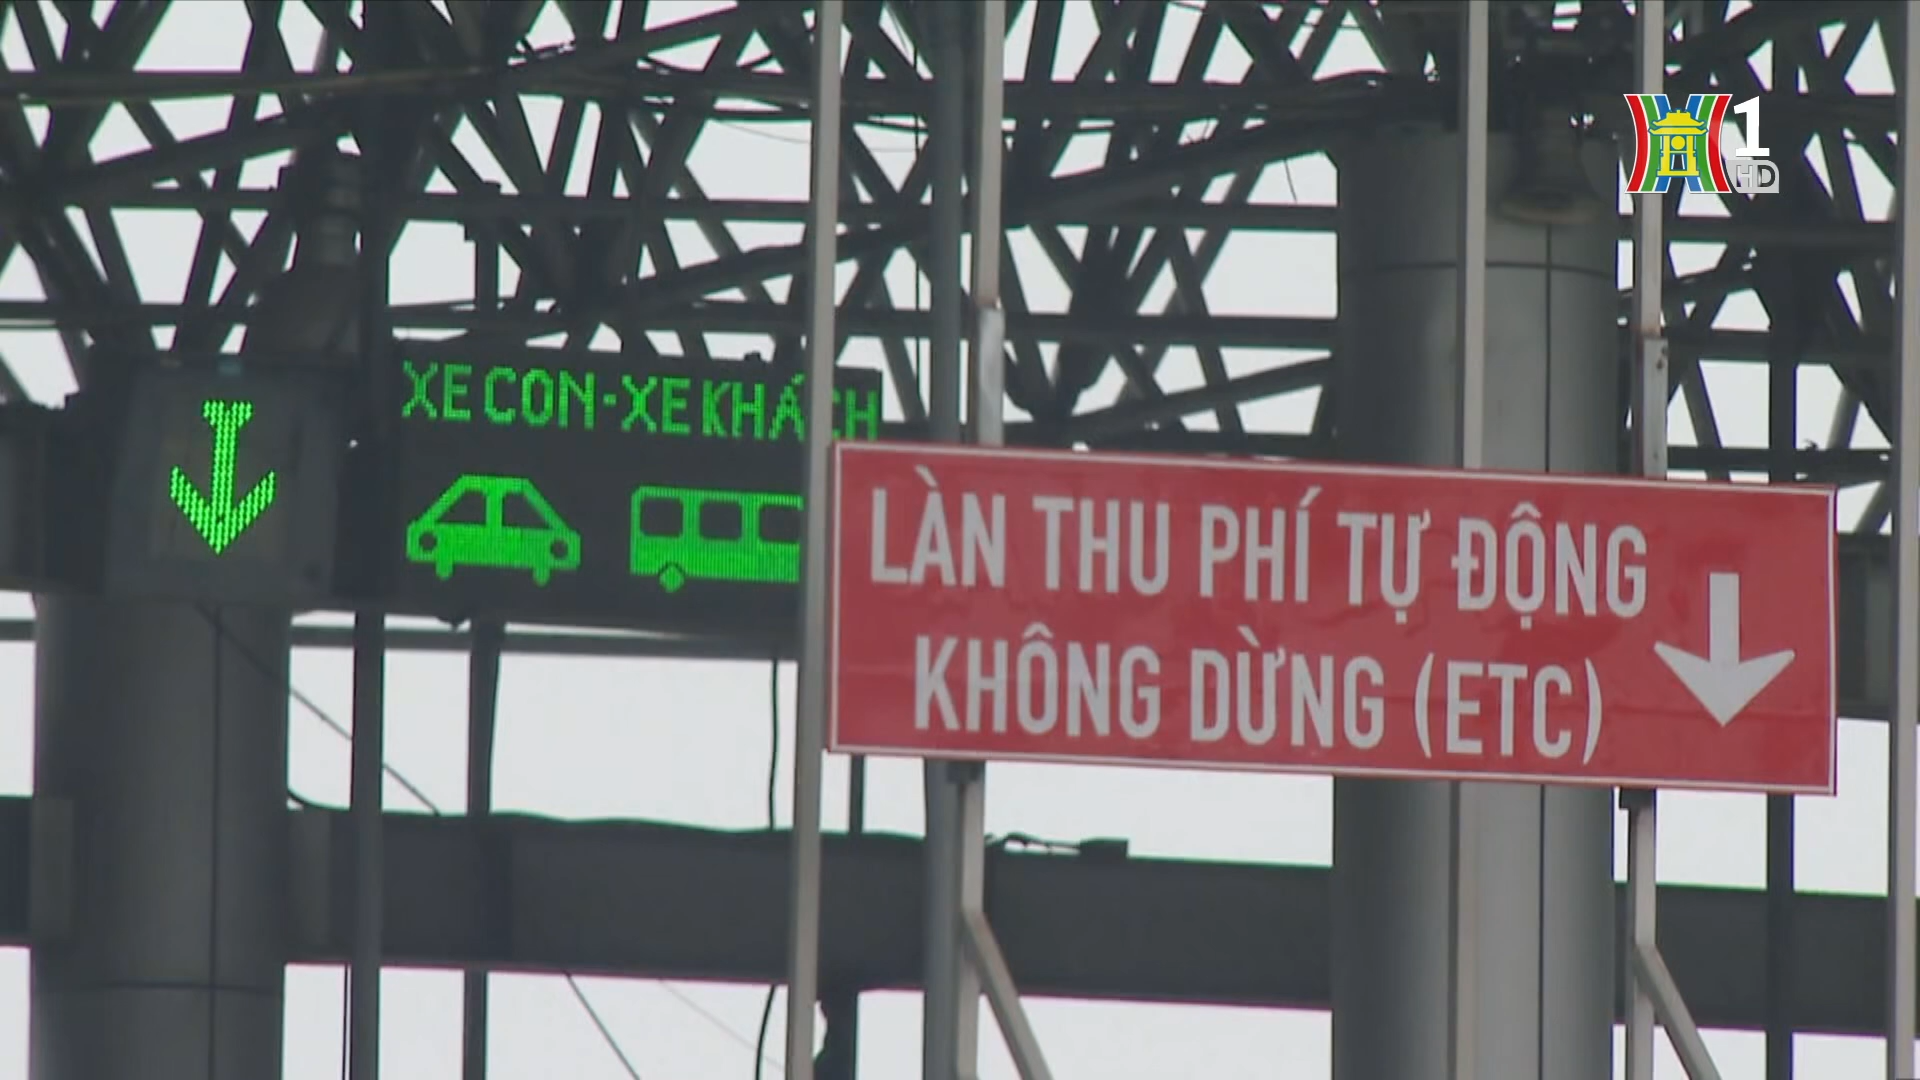 1
HD
XE CON-XE KHÁCH
LÀN THU PHÍ TỰ ĐỘNG
KHÔNG DỪNG (ETC)